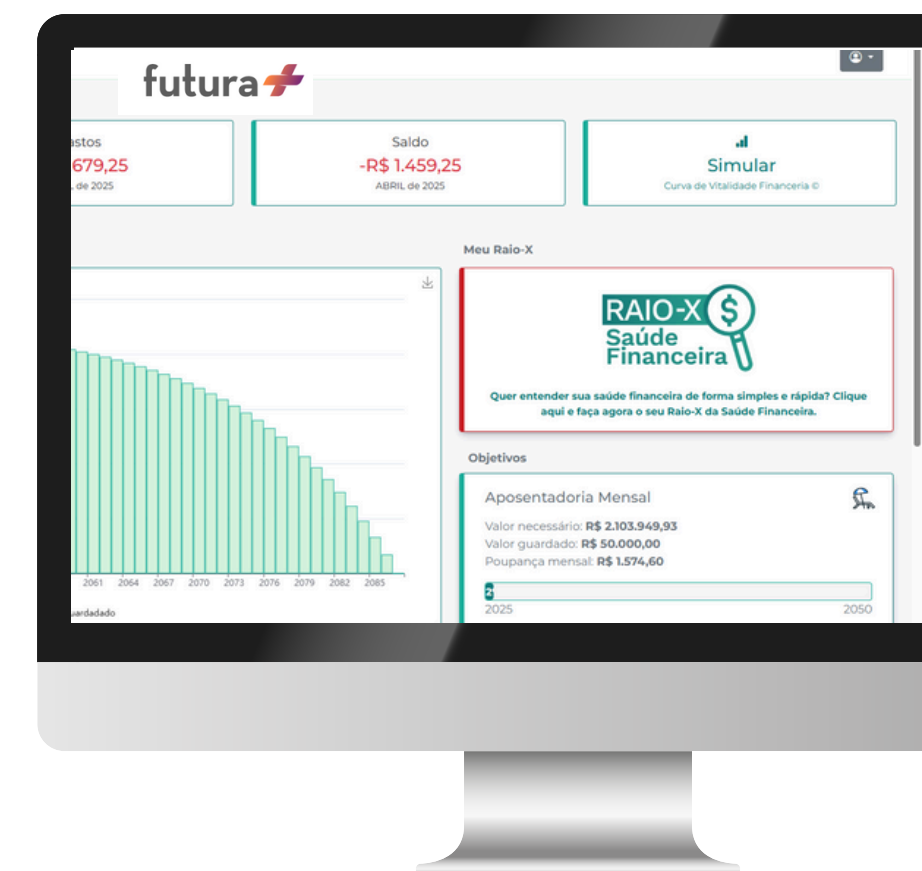 futura
astos
679,25
de 2025
Saldo
-R$ 1.459,25
ABRIL de 2025
Simular
Curva de Vitalidade Financeria ©
Meu Raio-X
RAIO-X $
Saúde
Financeira
Quer entender sua saúde financeira de forma simples e rápida? Clique
aqui e faça agora o seu Raio-X da Saúde Financeira.
2061 2064 2067 2070 2073 2076 2079 2082 2085
uardadado
Objetivos
Aposentadoria Mensal
Valor necessário: R$ 2.103.949,93
Valor guardado: R$ 50.000,00
Poupança mensal: R$ 1.574,60
2
2025 2050